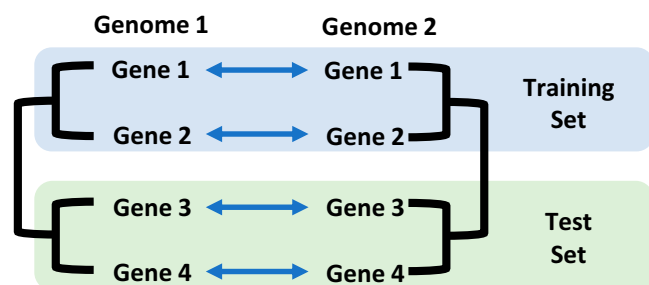 Genome 1 Genome 2
Gene 1 Gene 1
Training
Set
Gene 2 Gene 2
Gene 3 Gene 3
Test
Set
Gene 4 Gene 4